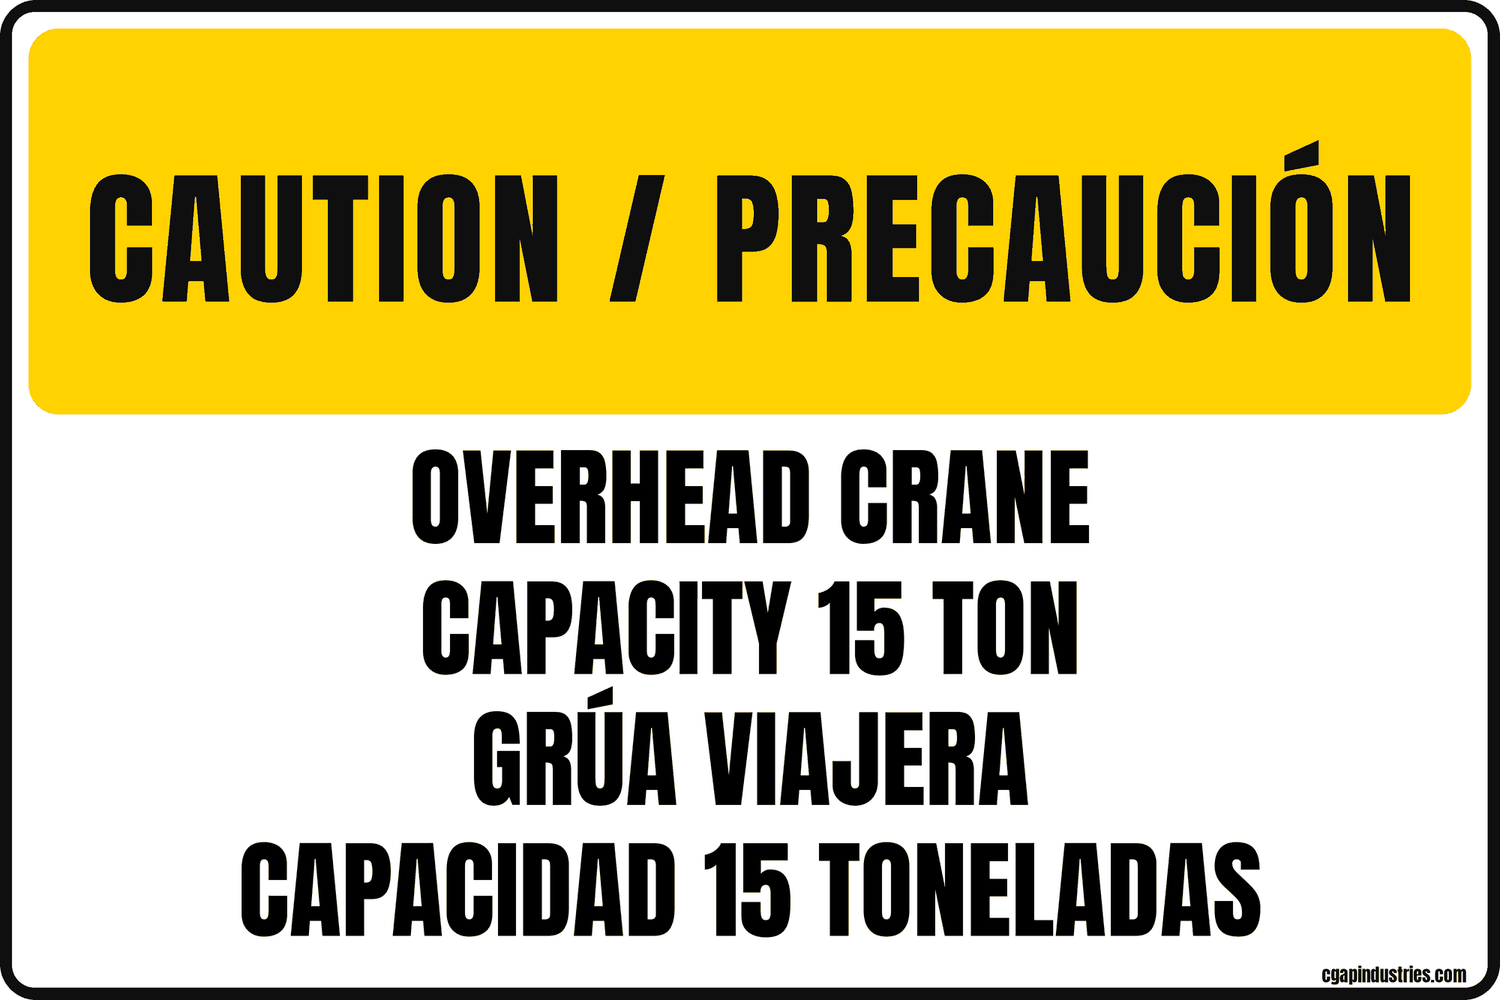 CAUTION / PRECAUCIÓN
OVERHEAD CRANE
CAPACITY 15 TON
GRÚA VIAJERA
CAPACIDAD 15 TONELADAS
cgapindustries.com